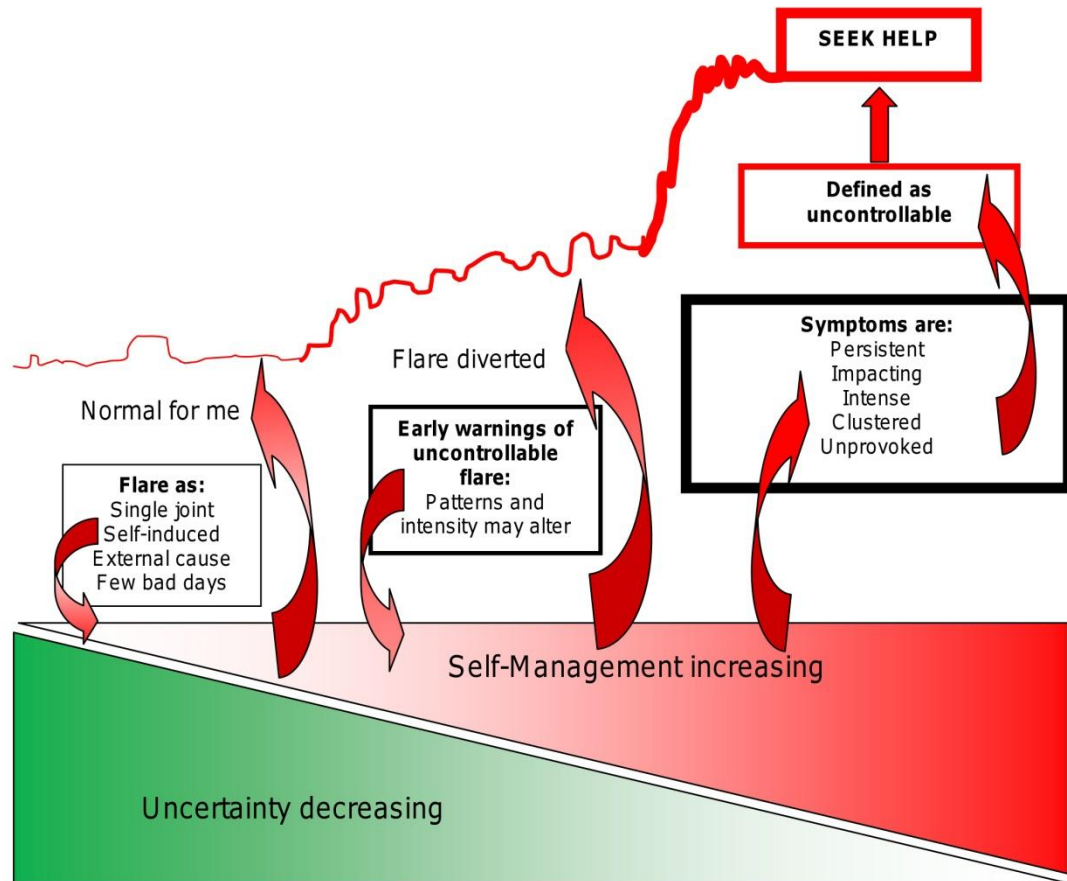 SEEK HELP
Defined as
uncontrollable
Symptoms are:
Persistent
Impacting
Intense
Clustered
Unprovoked
Flare diverted
Normal for me
Early warnings of
uncontrollable
flare:
Patterns and
intensity may alter
Flare as:
Single joint
Self-induced
External cause
Few bad days
Self-Management increasing
Uncertainty decreasing